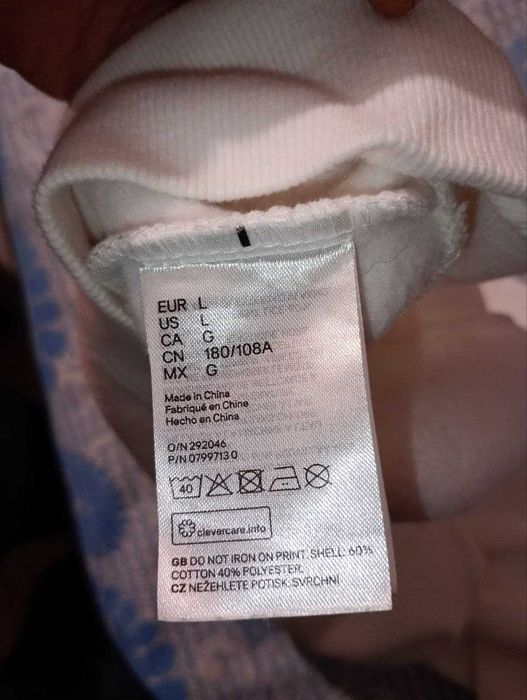 EUR L
US L
CA G
CN 180/108A
MX G
Made in China
Fabriqué en Chine
Hecho en China
O/N 292046
P/N 0799713 0
40
clevercare.info
GB DO NOT IRON ON PRINT. SHELL: 60%
COTTON 40% POLYESTER.
CZ NEŽEHLETE POTISK. SVRCHNÍ